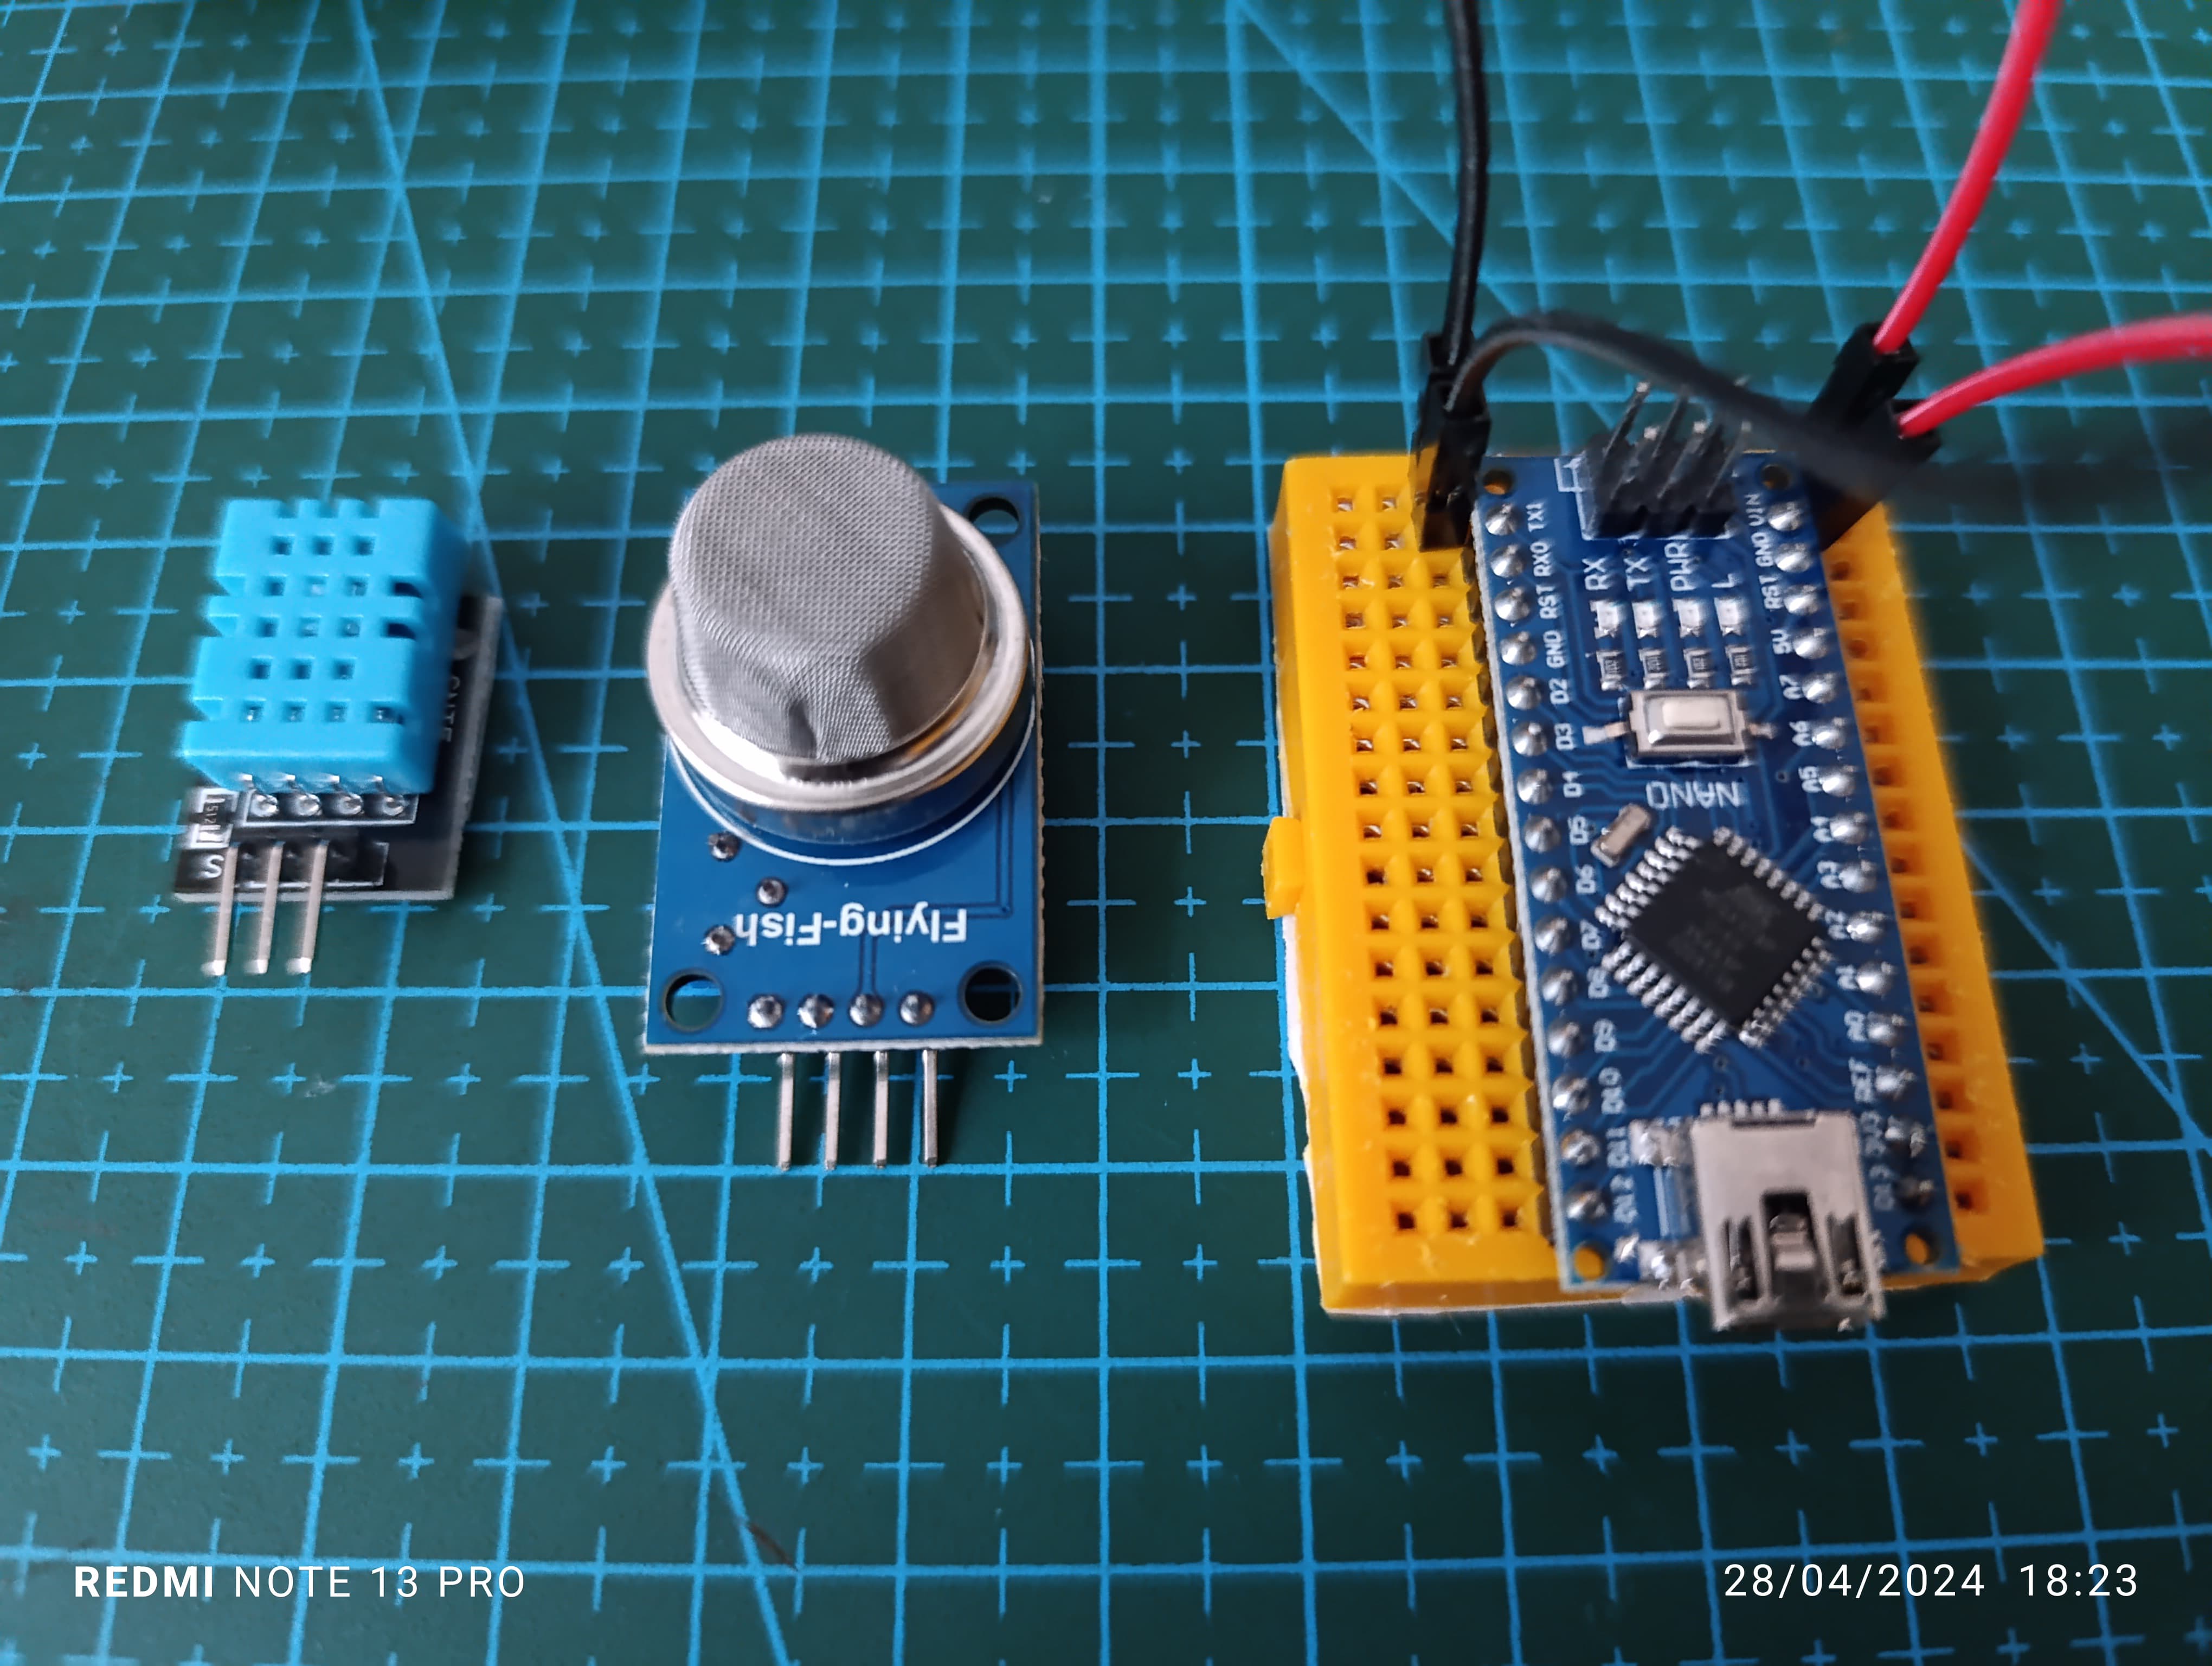 S
Flying-Fish
TX1
RX0
RST
GND
D2
D3
D4
D5
D6
D7
D8
D9
D10
D11
D12
RX
TX
PWR
L
NANO
VIN
GND
RST
5V
A7
A6
A5
A4
A3
A2
A1
A0
REF
3V3
D13
REDMI NOTE 13 PRO
28/04/2024 18:23